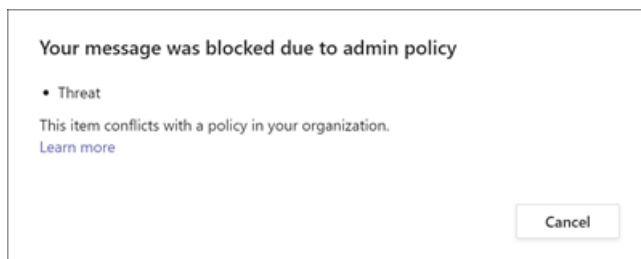 Your message was blocked due to admin policy
• Threat
This item conflicts with a policy in your organization.
Learn more
Cancel